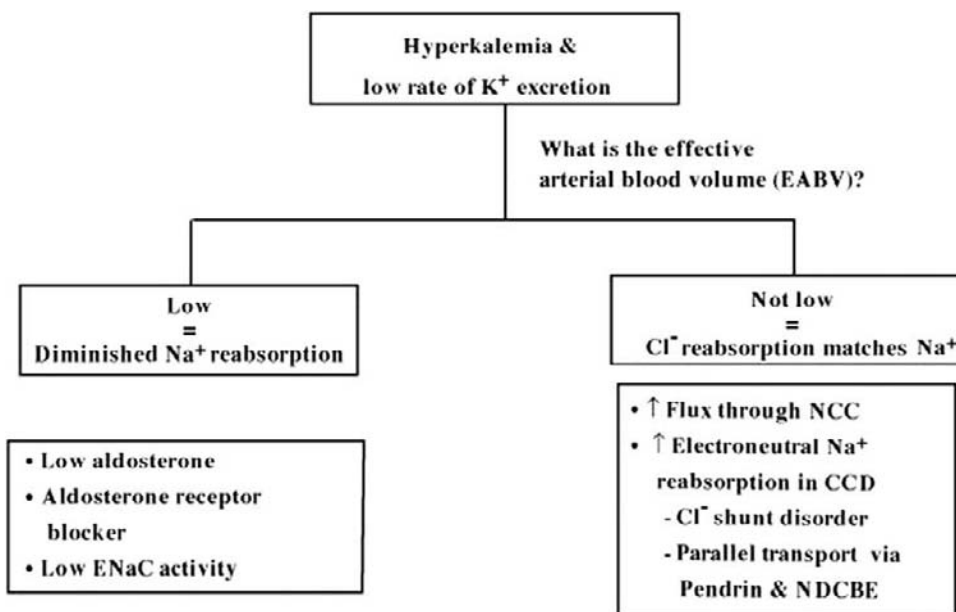 Hyperkalemia &
low rate of K⁺ excretion
What is the effective
arterial blood volume (EABV)?
Low
=
Diminished Na⁺ reabsorption
Not low
=
Cl⁻ reabsorption matches Na⁺
• Low aldosterone
• Aldosterone receptor
blocker
• Low ENaC activity
• ↑ Flux through NCC
• ↑ Electroneutral Na⁺
reabsorption in CCD
- Cl⁻ shunt disorder
- Parallel transport via
Pendrin & NDCBE